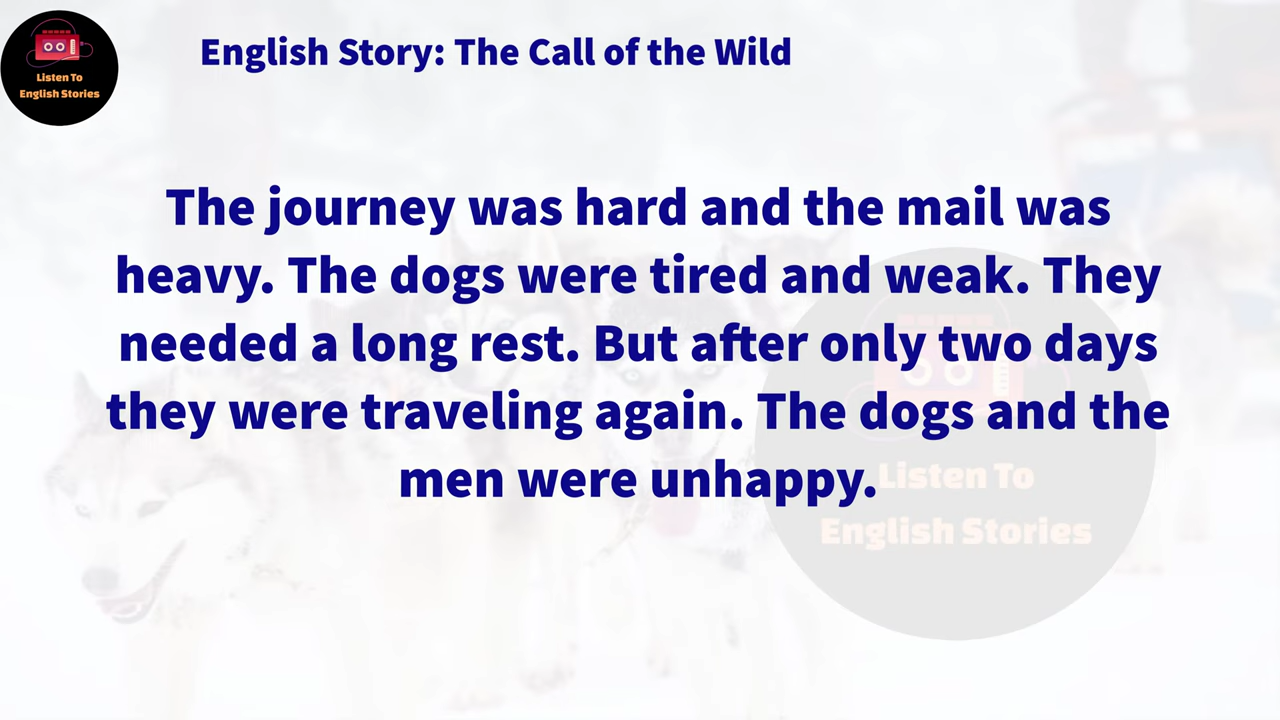 English Story: The Call of the Wild
Listen To
English Stories
The journey was hard and the mail was
heavy. The dogs were tired and weak. They
needed a long rest. But after only two days
they were traveling again. The dogs and the
men were unhappy.
Listen To
English Stories